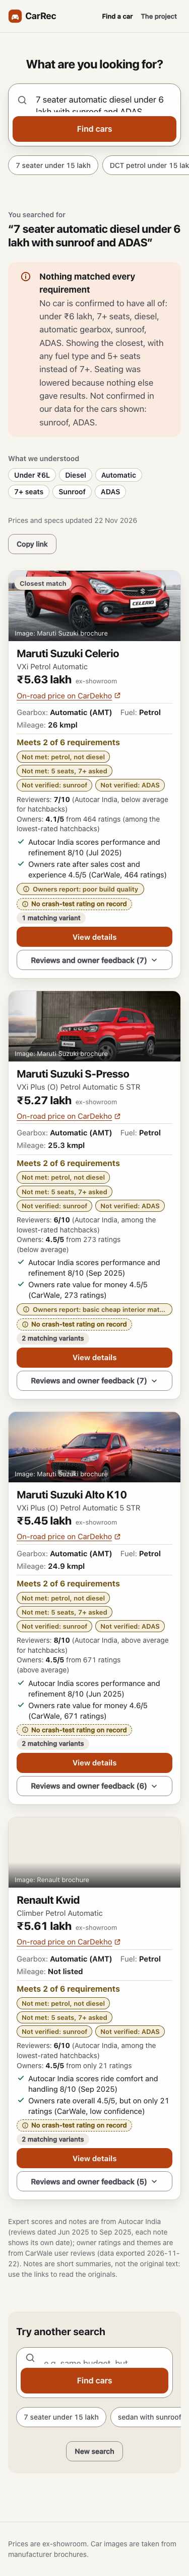 CarRec
Find a car
The project
What are you looking for?
7 seater automatic diesel under 6
lakh with sunroof and ADAS
Find cars
7 seater under 15 lakh
DCT petrol under 15 lak
You searched for
“7 seater automatic diesel under 6
lakh with sunroof and ADAS”
Nothing matched every
requirement
No car is confirmed to have all of:
under ₹6 lakh, 7+ seats, diesel,
automatic gearbox, sunroof,
ADAS. Showing the closest, with
any fuel type and 5+ seats
instead of 7+. Seating was
lowered because nothing else
gave results. Not confirmed in
our data for the cars shown:
sunroof, ADAS.
What we understood
Under ₹6L
Diesel
Automatic
7+ seats
Sunroof
ADAS
Prices and specs updated 22 Nov 2026
Copy link
Closest match
CELERIO
Image: Maruti Suzuki brochure
Maruti Suzuki Celerio
VXi Petrol Automatic
₹5.63 lakh ex-showroom
On-road price on CarDekho
Gearbox: Automatic (AMT) Fuel: Petrol
Mileage: 26 kmpl
Meets 2 of 6 requirements
Not met: petrol, not diesel
Not met: 5 seats, 7+ asked
Not verified: sunroof
Not verified: ADAS
Reviewers: 7/10 (Autocar India, below average
for hatchbacks)
Owners: 4.1/5 from 464 ratings (among the
lowest-rated hatchbacks)
Autocar India scores performance and
refinement 8/10 (Jul 2025)
Owners rate after sales cost and
experience 4.5/5 (CarWale, 464 ratings)
Owners report: poor build quality
No crash-test rating on record
1 matching variant
View details
Reviews and owner feedback (7)
Image: Maruti Suzuki brochure
Maruti Suzuki S-Presso
VXi Plus (O) Petrol Automatic 5 STR
₹5.27 lakh ex-showroom
On-road price on CarDekho
Gearbox: Automatic (AMT) Fuel: Petrol
Mileage: 25.3 kmpl
Meets 2 of 6 requirements
Not met: petrol, not diesel
Not met: 5 seats, 7+ asked
Not verified: sunroof
Not verified: ADAS
Reviewers: 6/10 (Autocar India, among the
lowest-rated hatchbacks)
Owners: 4.5/5 from 273 ratings
(below average)
Autocar India scores performance and
refinement 8/10 (Sep 2025)
Owners rate value for money 4.5/5
(CarWale, 273 ratings)
Owners report: basic cheap interior mat...
No crash-test rating on record
2 matching variants
View details
Reviews and owner feedback (7)
Image: Maruti Suzuki brochure
Maruti Suzuki Alto K10
VXi Plus (O) Petrol Automatic 5 STR
₹5.45 lakh ex-showroom
On-road price on CarDekho
Gearbox: Automatic (AMT) Fuel: Petrol
Mileage: 24.9 kmpl
Meets 2 of 6 requirements
Not met: petrol, not diesel
Not met: 5 seats, 7+ asked
Not verified: sunroof
Not verified: ADAS
Reviewers: 8/10 (Autocar India, above average
for hatchbacks)
Owners: 4.5/5 from 671 ratings
(above average)
Autocar India scores performance and
refinement 8/10 (Jun 2025)
Owners rate value for money 4.6/5
(CarWale, 671 ratings)
No crash-test rating on record
2 matching variants
View details
Reviews and owner feedback (6)
Image: Renault brochure
Renault Kwid
Climber Petrol Automatic
₹5.61 lakh ex-showroom
On-road price on CarDekho
Gearbox: Automatic (AMT) Fuel: Petrol
Mileage: Not listed
Meets 2 of 6 requirements
Not met: petrol, not diesel
Not met: 5 seats, 7+ asked
Not verified: sunroof
Not verified: ADAS
Reviewers: 6/10 (Autocar India, among the
lowest-rated hatchbacks)
Owners: 4.5/5 from only 21 ratings
Autocar India scores ride comfort and
handling 8/10 (Sep 2025)
Owners rate overall 4.5/5, but on only 21
ratings (CarWale, low confidence)
No crash-test rating on record
2 matching variants
View details
Reviews and owner feedback (5)
Expert scores and notes are from Autocar India
(reviews dated Jun 2025 to Sep 2025, each note
shows its own date); owner ratings and themes are
from CarWale user reviews (data exported 2026-11-
22). Notes are short summaries, not the original text:
use the links to read the originals.
Try another search
e.g. same budget, but
Find cars
7 seater under 15 lakh
sedan with sunroof
New search
Prices are ex-showroom. Car images are taken from
manufacturer brochures.